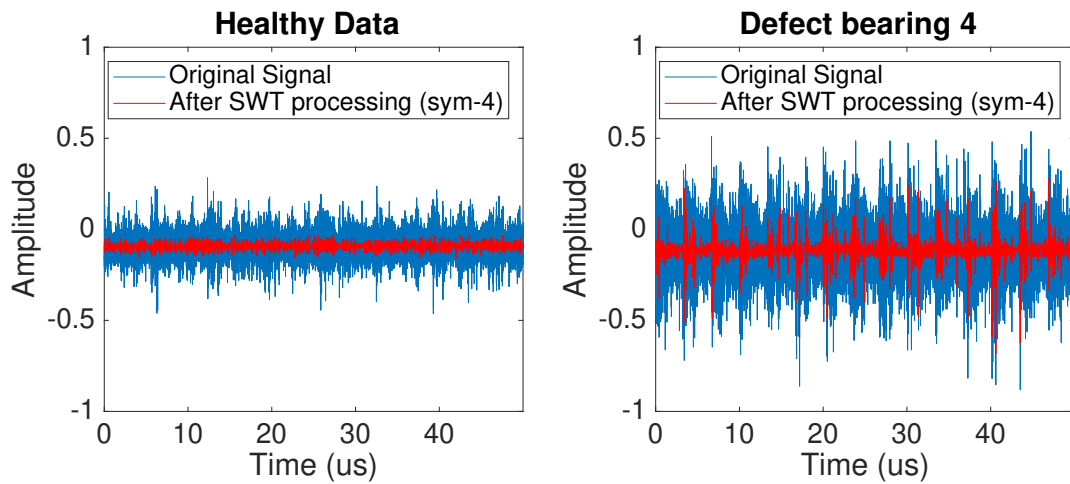 Healthy Data
1
Original Signal
After SWT processing (sym-4)
0.5
0
-0.5
-1
Amplitude
0 10 20 30 40
Time (us)
Defect bearing 4
1
Original Signal
After SWT processing (sym-4)
0.5
0
-0.5
-1
Amplitude
0 10 20 30 40
Time (us)